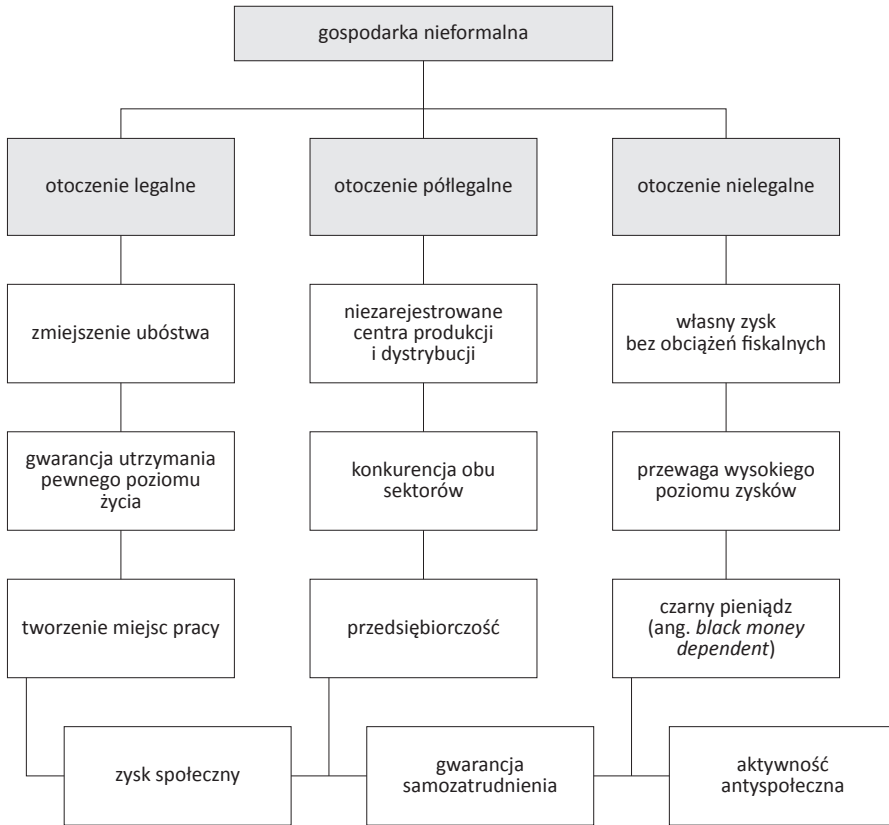 gospodarka nieformalna
otoczenie legalne
otoczenie półlegalne
otoczenie nielegalne
zmiejszenie ubóstwa
niezarejestrowane
centra produkcji
i dystrybucji
własny zysk
bez obciążeń fiskalnych
gwarancja utrzymania
pewnego poziomu
życia
konkurencja obu
sektorów
przewaga wysokiego
poziomu zysków
tworzenie miejsc pracy
przedsiębiorczość
czarny pieniądz
(ang. black money
dependent)
zysk społeczny
gwarancja
samozatrudnienia
aktywność
antyspołeczna